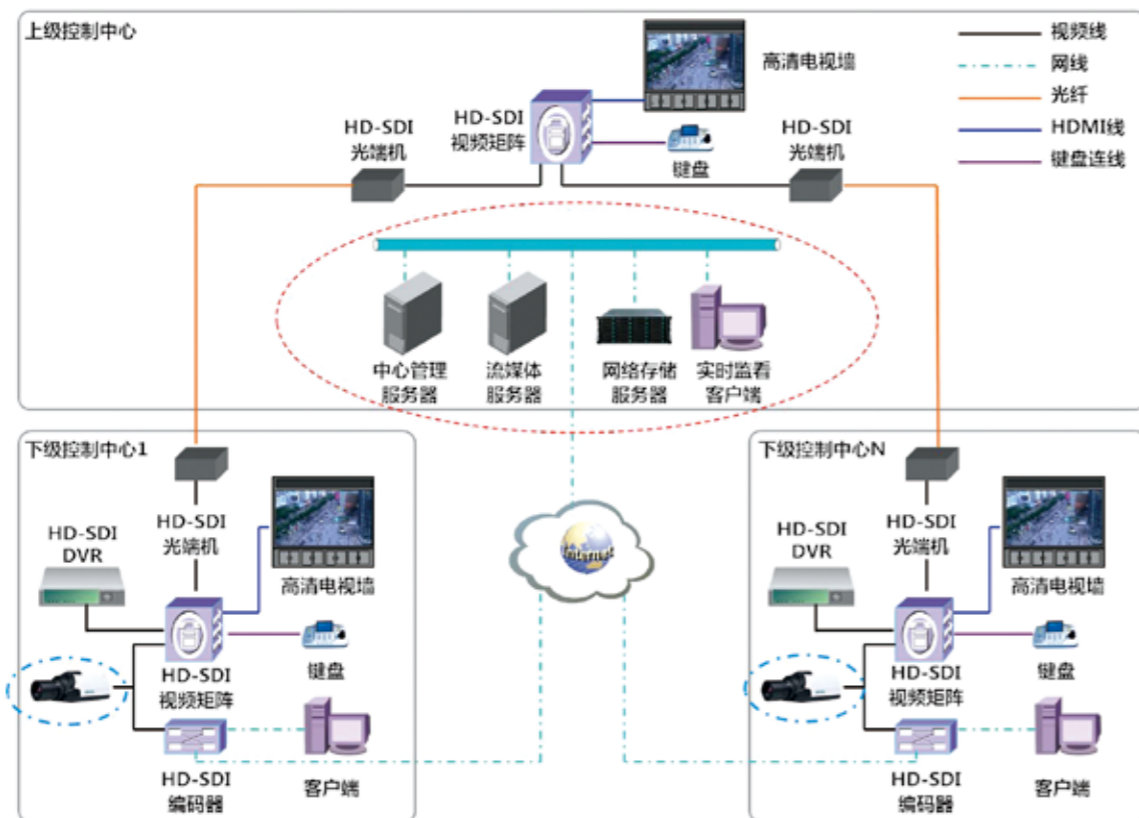 上级控制中心
高清电视墙
视频线
网线
光纤
HDMI线
键盘连线
HD-SDI
光端机
HD-SDI
视频矩阵
键盘
HD-SDI
光端机
中心管理
服务器
流媒体
服务器
网络存储
服务器
实时监看
客户端
下级控制中心1
HD-SDI
DVR
HD-SDI
光端机
高清电视墙
HD-SDI
视频矩阵
键盘
HD-SDI
编码器
客户端
Internet
下级控制中心N
HD-SDI
DVR
HD-SDI
光端机
高清电视墙
HD-SDI
视频矩阵
键盘
HD-SDI
编码器
客户端